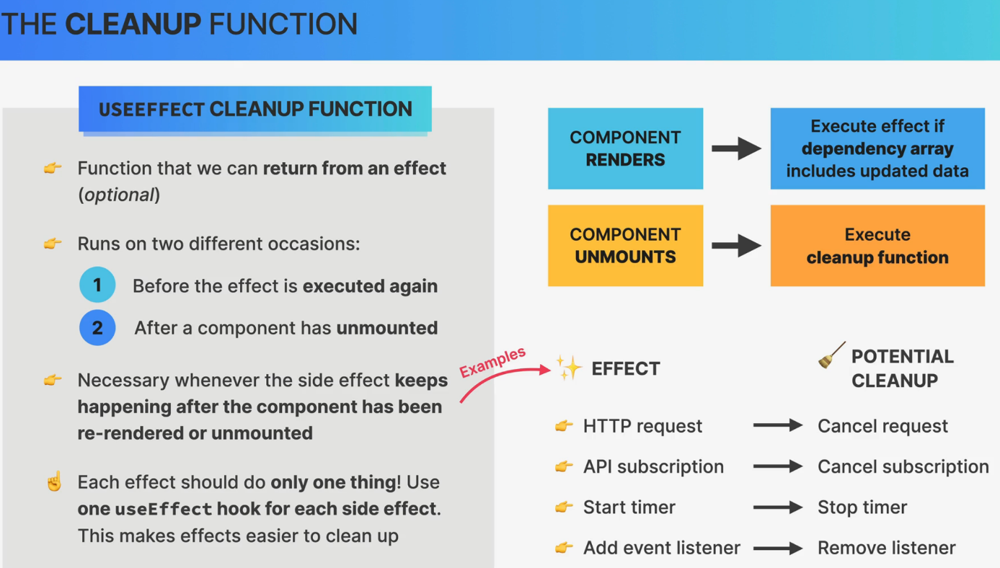 THE CLEANUP FUNCTION
USEEFFECT CLEANUP FUNCTION
👉 Function that we can return from an effect
(optional)
👉 Runs on two different occasions:
1 Before the effect is executed again
2 After a component has unmounted
👉 Necessary whenever the side effect keeps
happening after the component has been
re-rendered or unmounted
☝️ Each effect should do only one thing! Use
one useEffect hook for each side effect.
This makes effects easier to clean up
COMPONENT
RENDERS
Execute effect if
dependency array
includes updated data
COMPONENT
UNMOUNTS
Execute
cleanup function
Examples
✨ EFFECT
🧹 POTENTIAL
CLEANUP
👉 HTTP request → Cancel request
👉 API subscription → Cancel subscription
👉 Start timer → Stop timer
👉 Add event listener → Remove listener